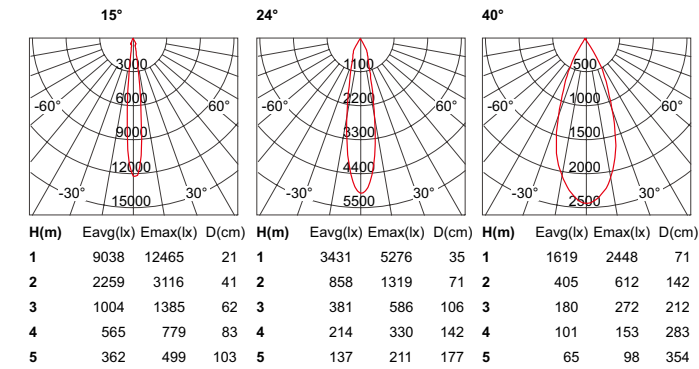 15°
3000
6000
9000
12000
15000
-60°
60°
-30°
30°
H(m) Eavg(lx) Emax(lx) D(cm)
1 9038 12465 21
2 2259 3116 41
3 1004 1385 62
4 565 779 83
5 362 499 103
24°
1100
2200
3300
4400
5500
-60°
60°
-30°
30°
H(m) Eavg(lx) Emax(lx) D(cm)
1 3431 5276 35
2 858 1319 71
3 381 586 106
4 214 330 142
5 137 211 177
40°
500
1000
1500
2000
2500
-60°
60°
-30°
30°
H(m) Eavg(lx) Emax(lx) D(cm)
1 1619 2448 71
2 405 612 142
3 180 272 212
4 101 153 283
5 65 98 354